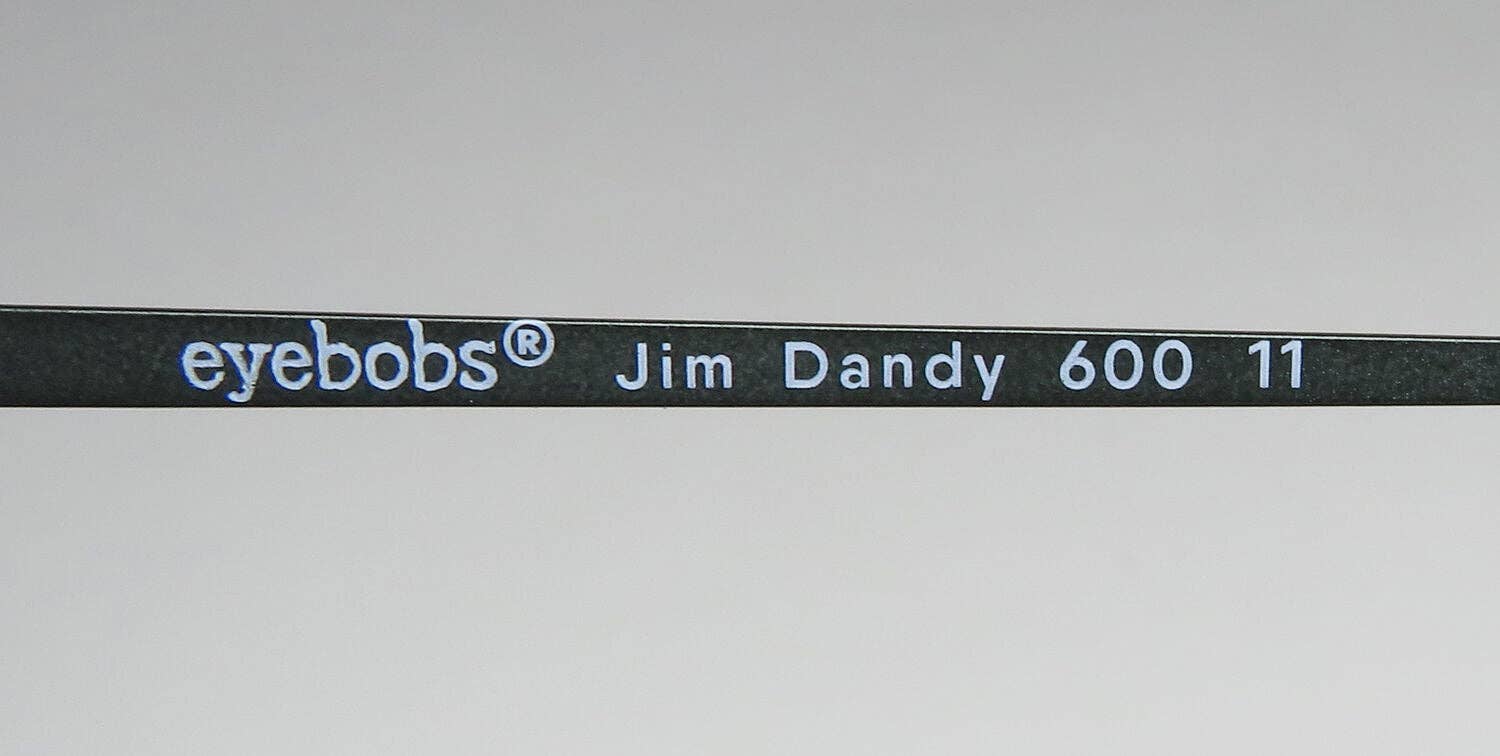 eyebobs® Jim Dandy 600 11